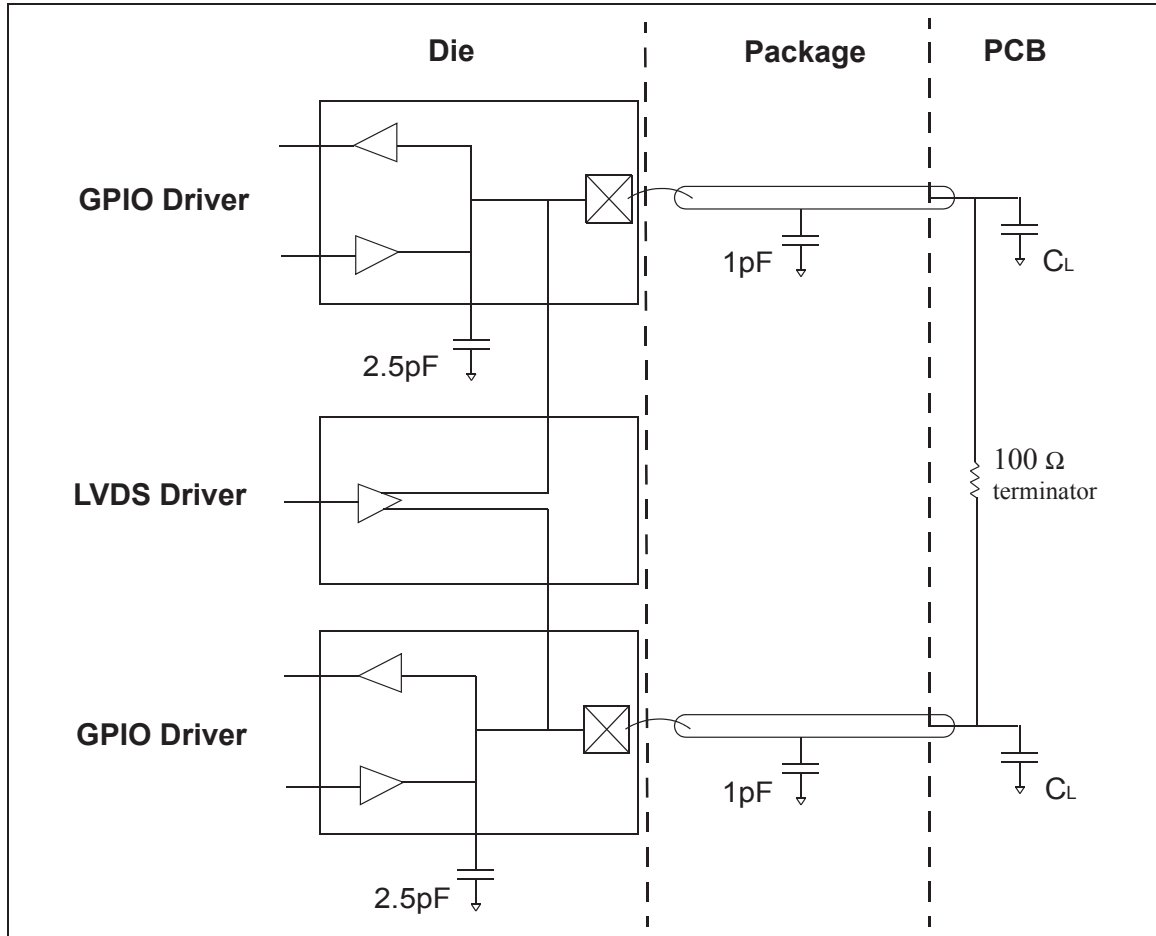 Die
Package
PCB
GPIO Driver
1pF
CL
2.5pF
LVDS Driver
100 Ω
terminator
GPIO Driver
1pF
CL
2.5pF